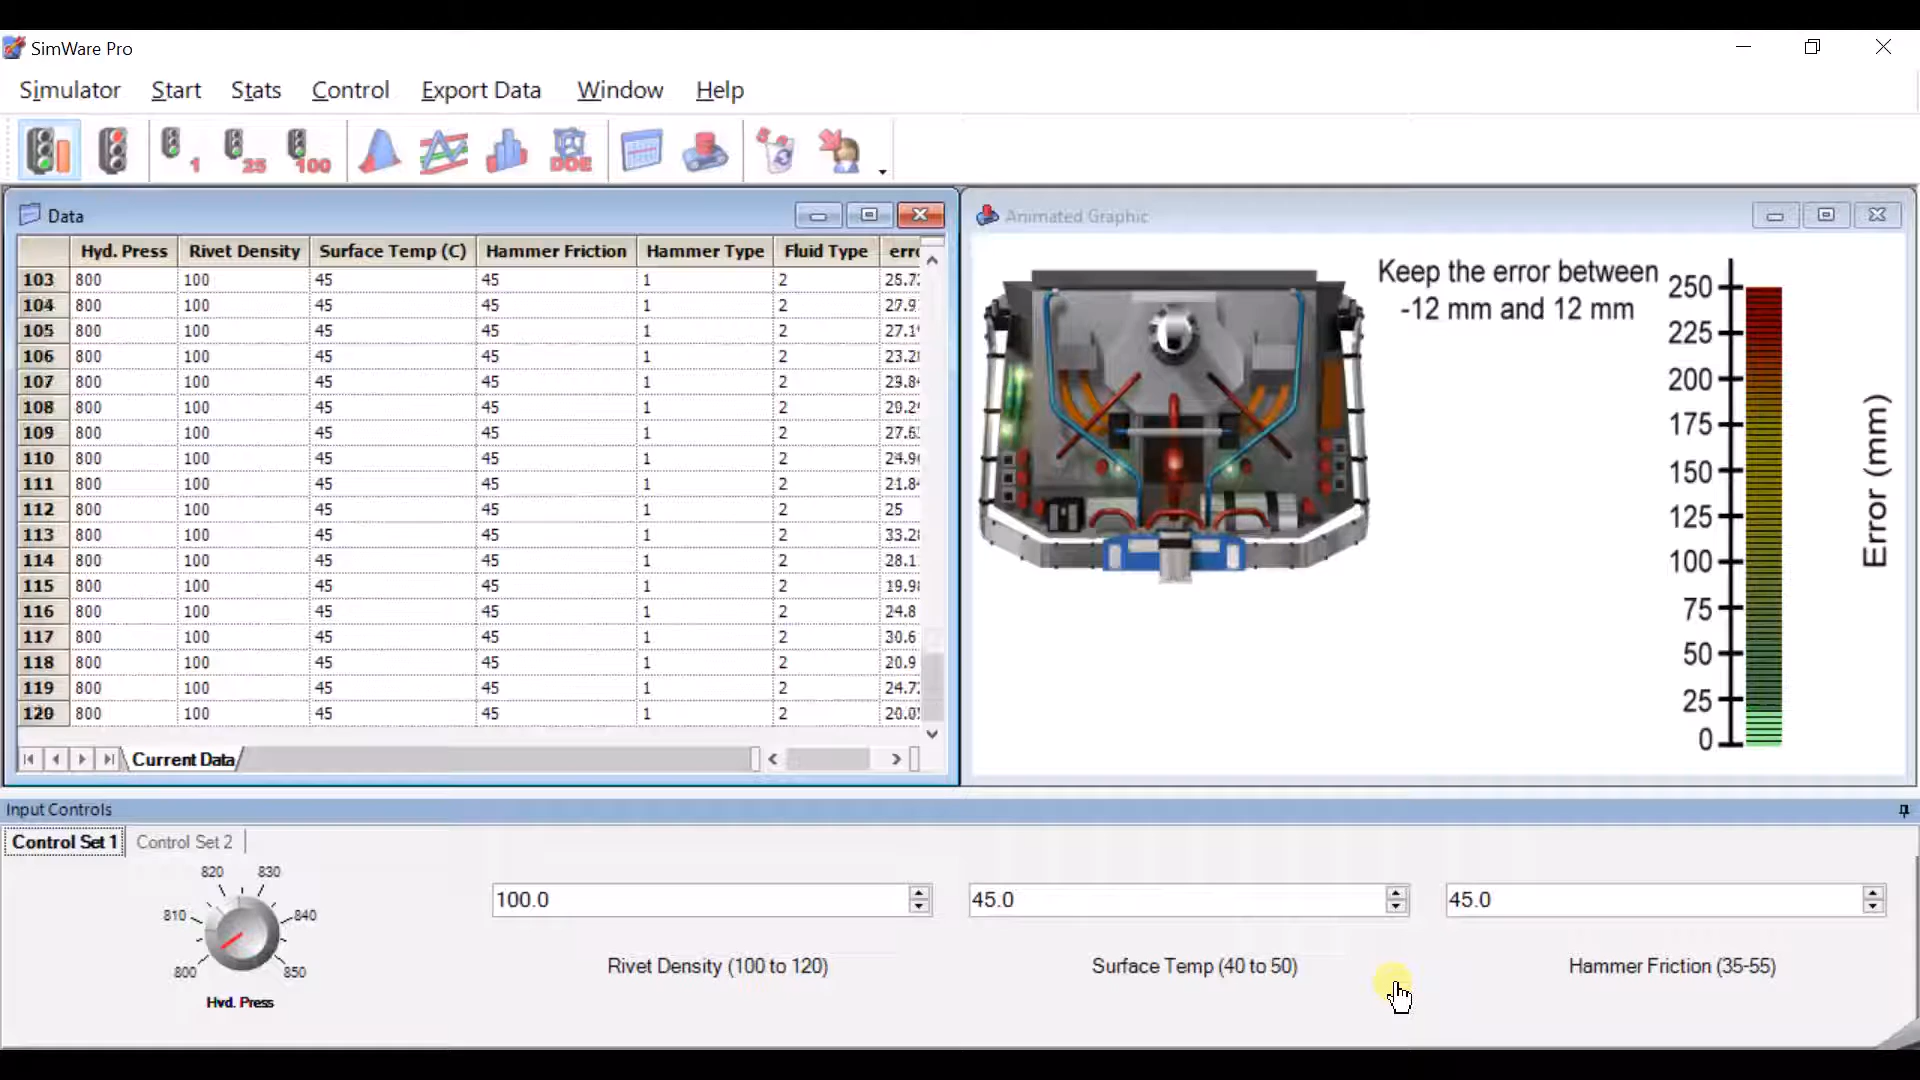 SimWare Pro
Simulator Start Stats Control Export Data Window Help
1 25 100 DOE
Data
Hyd. Press Rivet Density Surface Temp (C) Hammer Friction Hammer Type Fluid Type
103 800 100 45 45 1 2
104 800 100 45 45 1 2 27.9
105 800 100 45 45 1 2
106 800 100 45 45 1 2
107 800 100 45 45 1 2
108 800 100 45 45 1 2
109 800 100 45 45 1 2
110 800 100 45 45 1 2
111 800 100 45 45 1 2
112 800 100 45 45 1 2 25
113 800 100 45 45 1 2
114 800 100 45 45 1 2 28.1
115 800 100 45 45 1 2
116 800 100 45 45 1 2 24.8
117 800 100 45 45 1 2 30.6
118 800 100 45 45 1 2 20.9
119 800 100 45 45 1 2
120 800 100 45 45 1 2
Current Data
Animated Graphic
Keep the error between
-12 mm and 12 mm
250
225
200
175
150
125
100
75
50
25
0
Error (mm)
Input Controls
Control Set 1 Control Set 2
820 830
810 840
800 850
Hyd. Press
100.0
Rivet Density (100 to 120)
45.0
Surface Temp (40 to 50)
45.0
Hammer Friction (35-55)